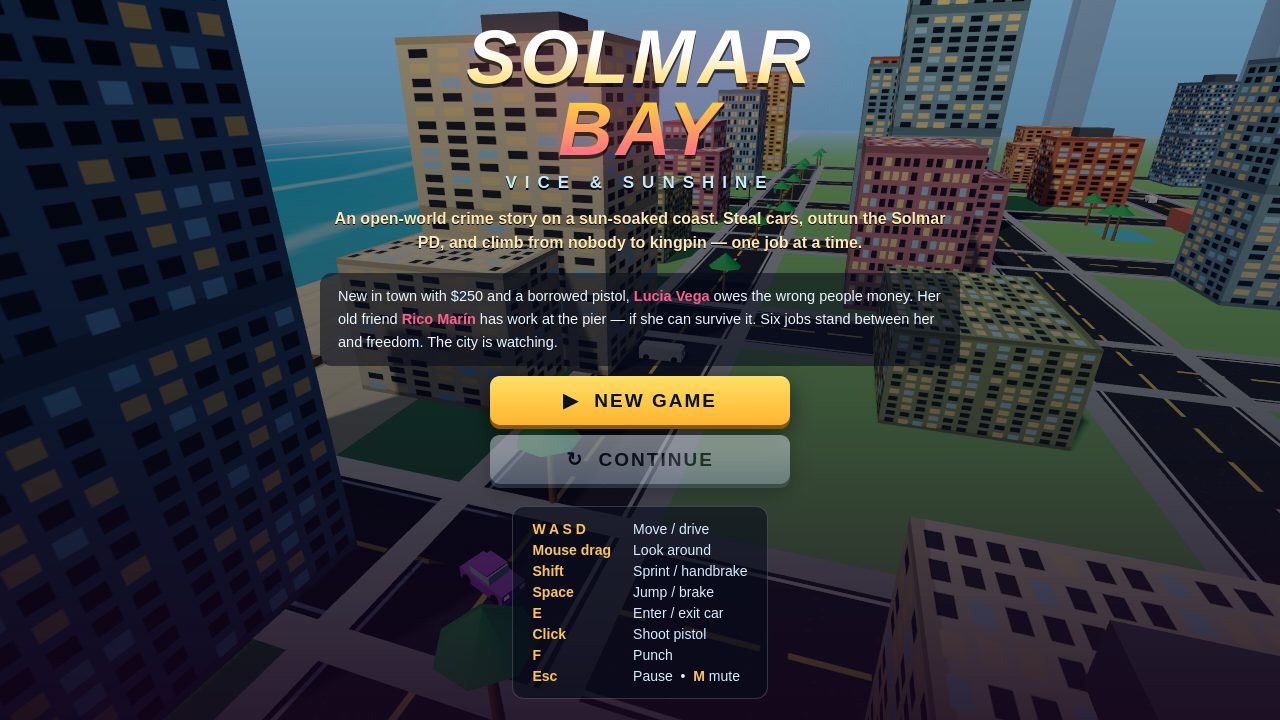 SOLMAR
BAY
VICE & SUNSHINE
An open-world crime story on a sun-soaked coast. Steal cars, outrun the Solmar
PD, and climb from nobody to kingpin — one job at a time.
New in town with $250 and a borrowed pistol, Lucia Vega owes the wrong people money. Her
old friend Rico Marín has work at the pier — if she can survive it. Six jobs stand between her
and freedom. The city is watching.
▶ NEW GAME
↻ CONTINUE
W A S D Move / drive
Mouse drag Look around
Shift Sprint / handbrake
Space Jump / brake
E Enter / exit car
Click Shoot pistol
F Punch
Esc Pause • M mute